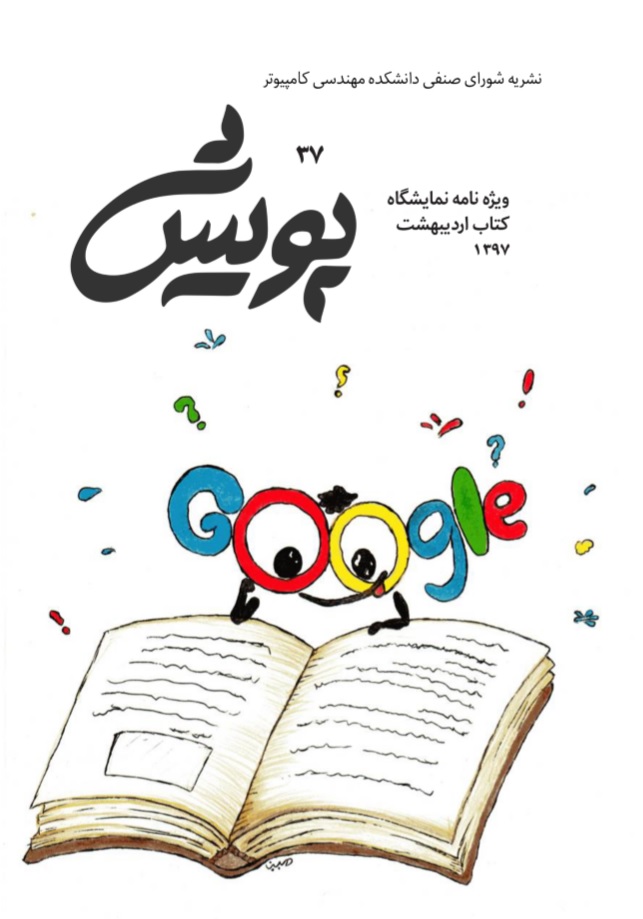 نشریه شورای صنفی دانشکده مهندسی کامپیوتر
۳۷
پویش
ویژه نامه نمایشگاه
کتاب اردیبهشت
۱۳۹۷
Google